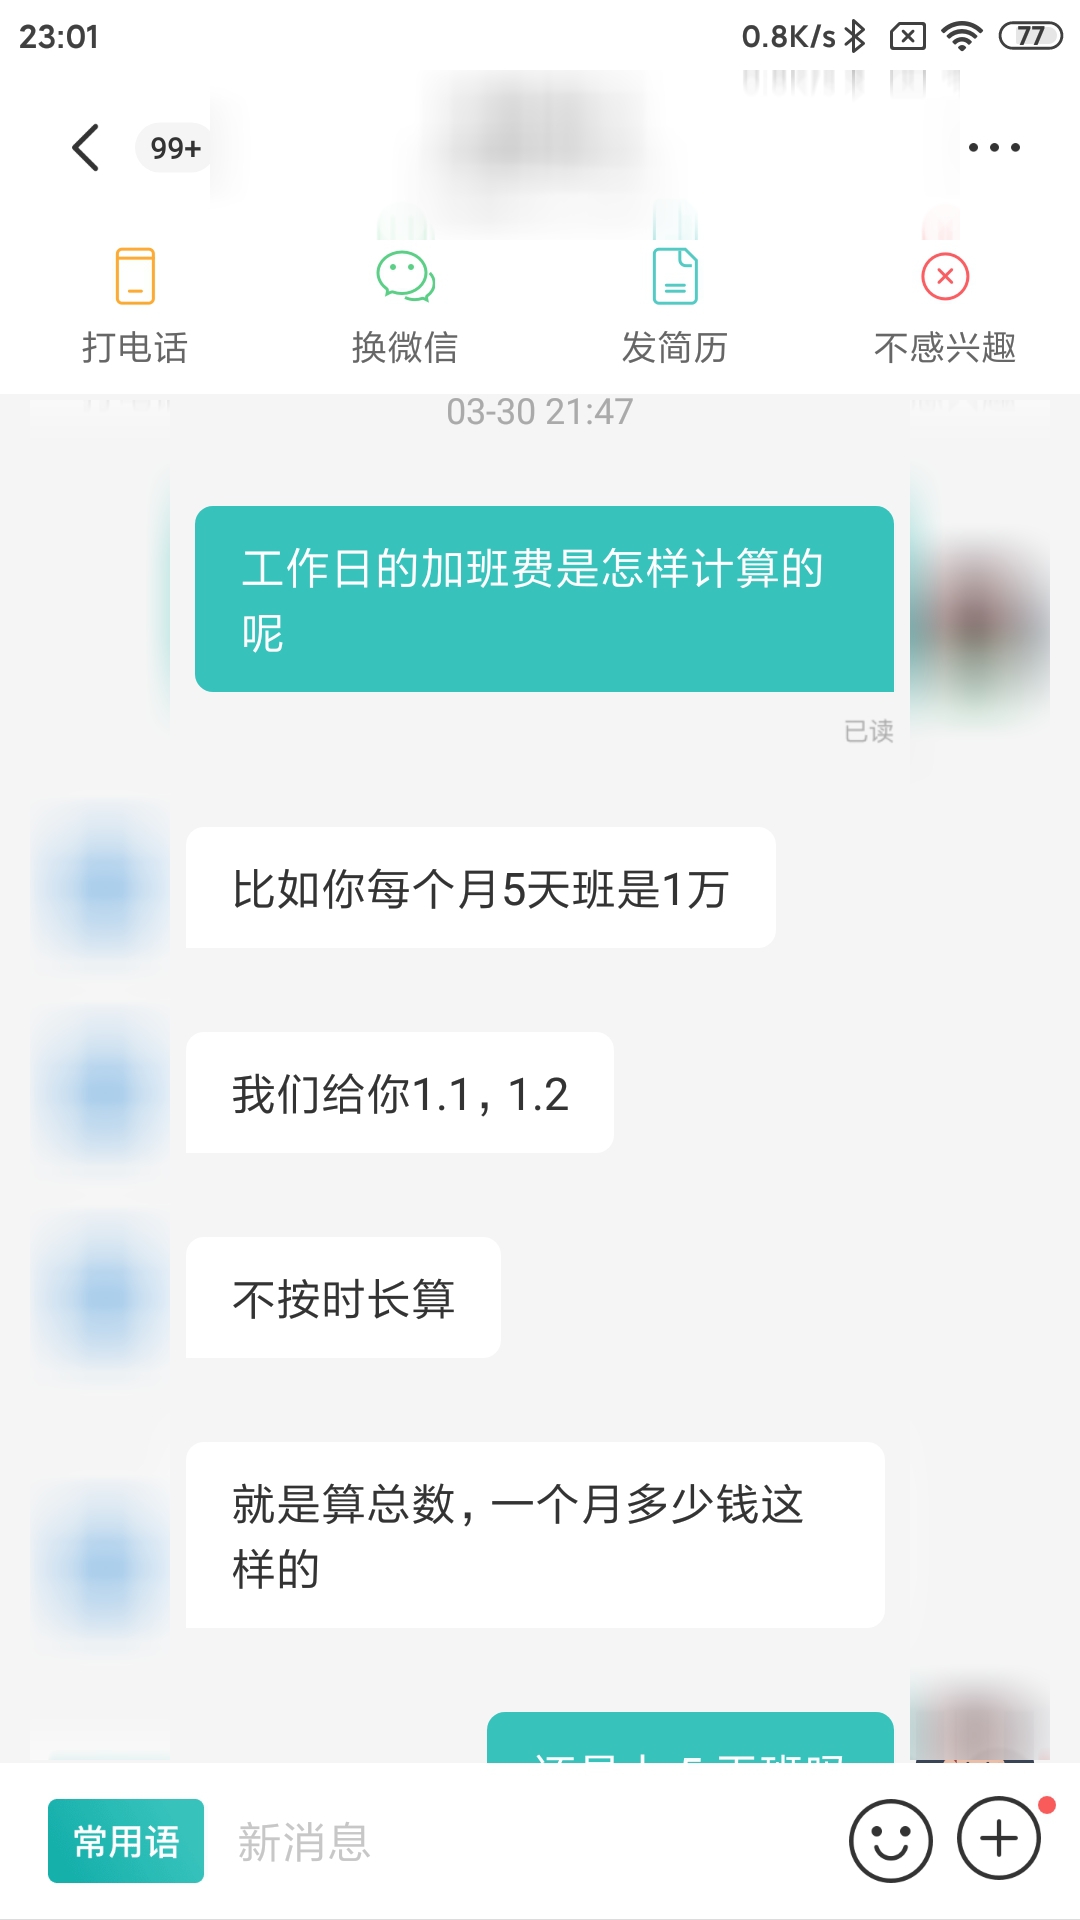 23:01
0.8K/s
77
99+
打电话
换微信
发简历
不感兴趣
03-30 21:47
工作日的加班费是怎样计算的
呢
已读
比如你每个月5天班是1万
我们给你1.1，1.2
不按时长算
就是算总数，一个月多少钱这
样的
常用语
新消息